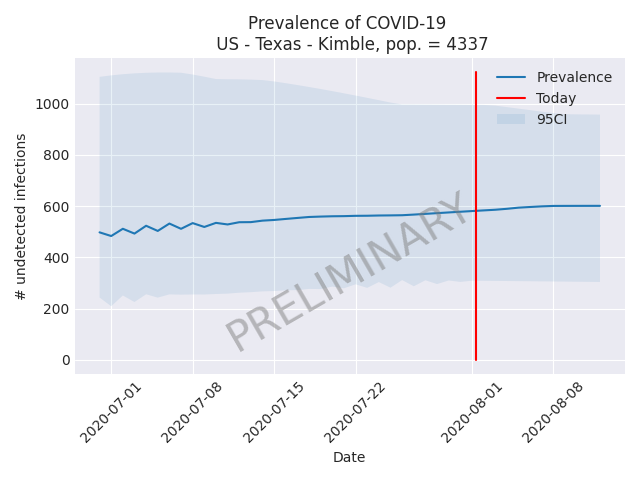 Prevalence of COVID-19
US - Texas - Kimble, pop. = 4337
Prevalence
Today
95CI
# undetected infections
1000
800
600
400
200
0
PRELIMINARY
2020-07-01
2020-07-08
2020-07-15
2020-07-22
2020-08-01
2020-08-08
Date